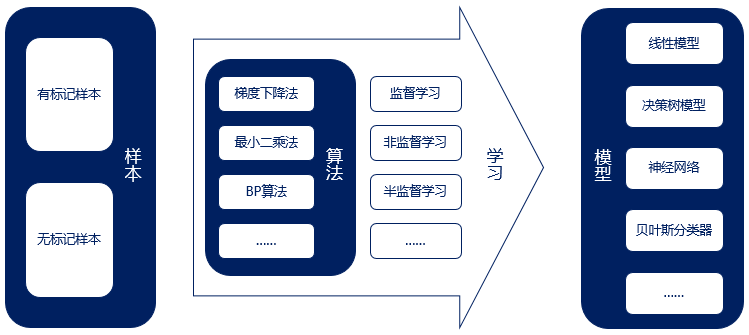 有标记样本
无标记样本
样本
梯度下降法
最小二乘法
BP算法
......
算法
监督学习
非监督学习
半监督学习
......
学习
模型
线性模型
决策树模型
神经网络
贝叶斯分类器
......